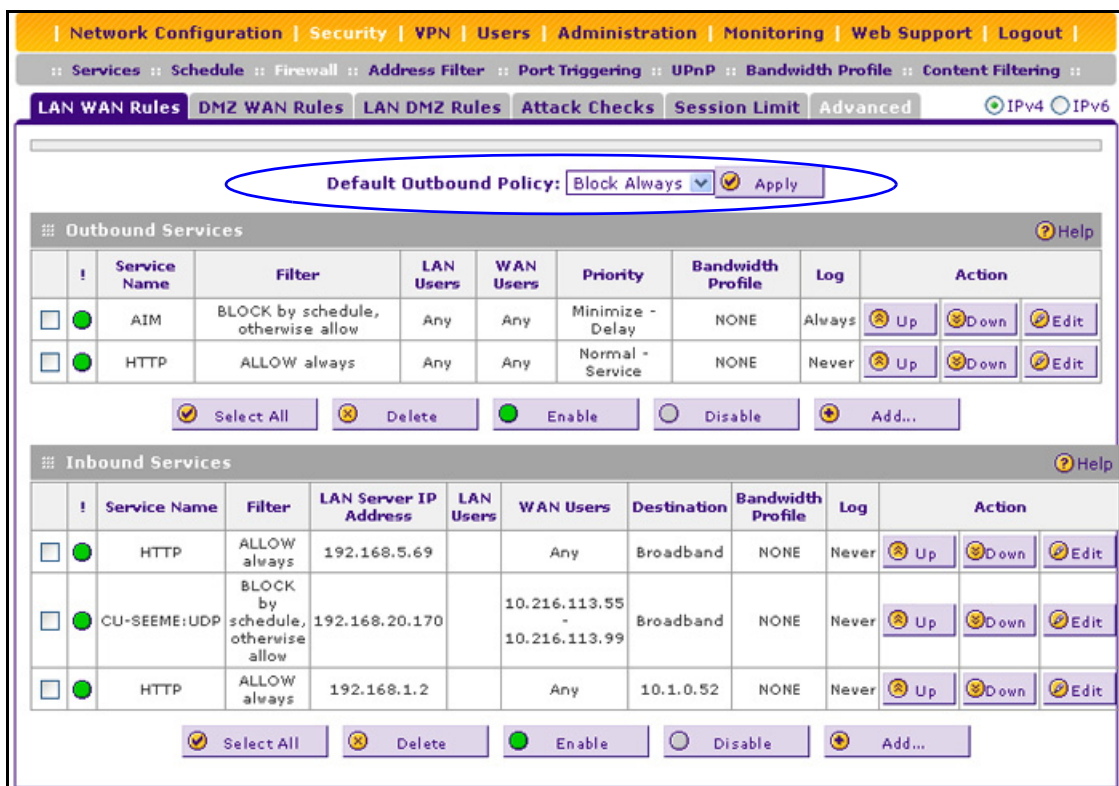 | Network Configuration | Security | VPN | Users | Administration | Monitoring | Web Support | Logout |
:: Services :: Schedule :: Firewall :: Address Filter :: Port Triggering :: UPnP :: Bandwidth Profile :: Content Filtering ::
LAN WAN Rules DMZ WAN Rules LAN DMZ Rules Attack Checks Session Limit Advanced IPv4 IPv6
Default Outbound Policy: Block Always Apply
Outbound Services Help
! Service Name Filter LAN Users WAN Users Priority Bandwidth Profile Log Action
AIM BLOCK by schedule, otherwise allow Any Any Minimize - Delay NONE Always Up Down Edit
HTTP ALLOW always Any Any Normal - Service NONE Never Up Down Edit
Select All Delete Enable Disable Add...
Inbound Services Help
! Service Name Filter LAN Server IP Address LAN Users WAN Users Destination Bandwidth Profile Log Action
HTTP ALLOW always 192.168.5.69 Any Broadband NONE Never Up Down Edit
CU-SEEME:UDP BLOCK by schedule, otherwise allow 192.168.20.170 10.216.113.55 - 10.216.113.99 Broadband NONE Never Up Down Edit
HTTP ALLOW always 192.168.1.2 Any 10.1.0.52 NONE Never Up Down Edit
Select All Delete Enable Disable Add...